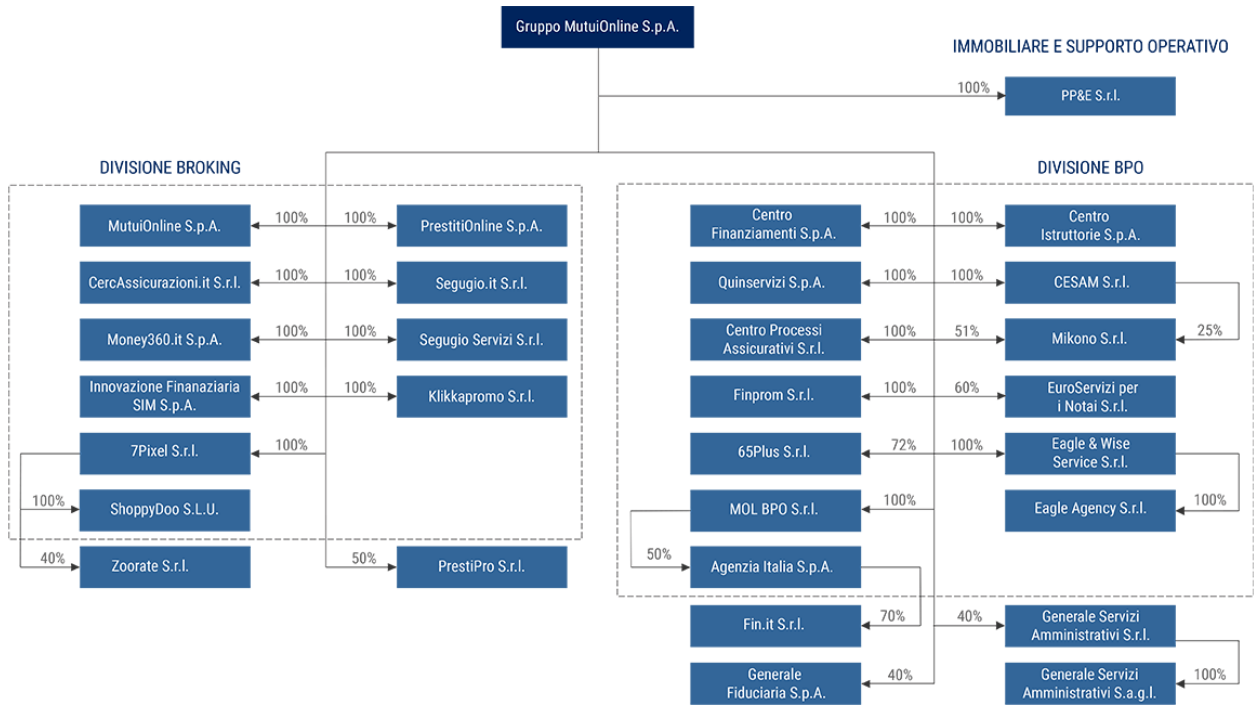 Gruppo MutuiOnline S.p.A.
IMMOBILIARE E SUPPORTO OPERATIVO
100%
PP&E S.r.l.
DIVISIONE BROKING
MutuiOnline S.p.A.
100%
100%
PrestitiOnline S.p.A.
CercAssicurazioni.it S.r.l.
100%
100%
Segugio.it S.r.l.
Money360.it S.p.A.
100%
100%
Segugio Servizi S.r.l.
Innovazione Finanaziaria
SIM S.p.A.
100%
100%
Klikkapromo S.r.l.
7Pixel S.r.l.
100%
100%
ShoppyDoo S.L.U.
40%
Zoorate S.r.l.
50%
PrestiPro S.r.l.
DIVISIONE BPO
Centro
Finanziamenti S.p.A.
100%
100%
Centro
Istruttorie S.p.A.
Quinservizi S.p.A.
100%
100%
CESAM S.r.l.
Centro Processi
Assicurativi S.r.l.
100%
51%
Mikono S.r.l.
25%
Finprom S.r.l.
100%
60%
EuroServizi per
i Notai S.r.l.
65Plus S.r.l.
72%
100%
Eagle & Wise
Service S.r.l.
MOL BPO S.r.l.
100%
Eagle Agency S.r.l.
100%
50%
Agenzia Italia S.p.A.
Fin.it S.r.l.
70%
40%
Generale Servizi
Amministrativi S.r.l.
Generale
Fiduciaria S.p.A.
40%
Generale Servizi
Amministrativi S.a.g.l.
100%